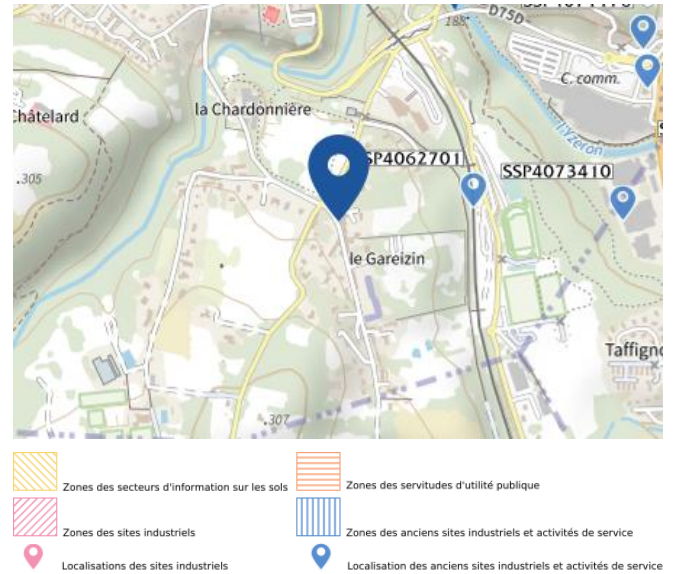 188
D75D
C. comm.
l'Yzeron
Châtelard
la Chardonnière
SP4062701
SSP4073410
.305
le Gareizin
Taffign
.307
Zones des secteurs d'information sur les sols
Zones des servitudes d'utilité publique
Zones des sites industriels
Zones des anciens sites industriels et activités de service
Localisations des sites industriels
Localisation des anciens sites industriels et activités de service